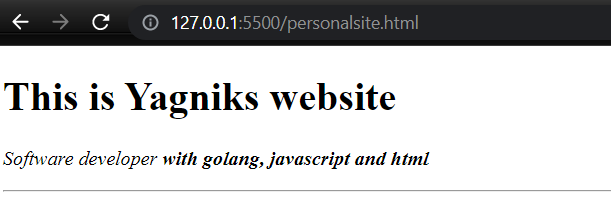 127.0.0.1:5500/personalsite.html
This is Yagniks website
Software developer with golang, javascript and html